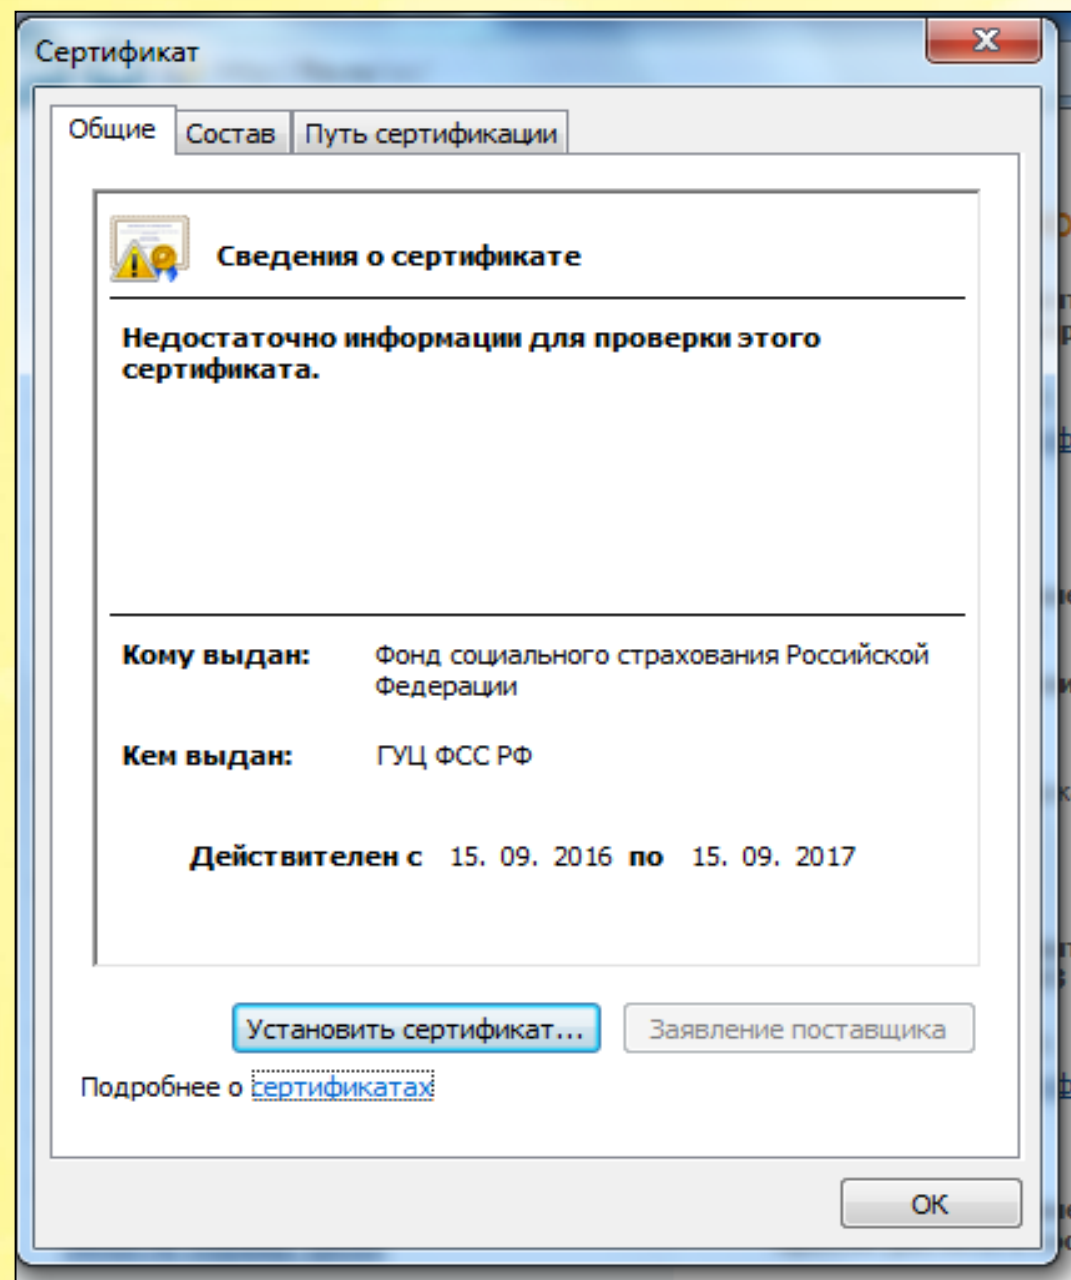 Сертификат
Общие
Состав
Путь сертификации
Сведения о сертификате
Недостаточно информации для проверки этого
сертификата.
Кому выдан: Фонд социального страхования Российской
Федерации
Кем выдан: ГУЦ ФСС РФ
Действителен с 15. 09. 2016 по 15. 09. 2017
Установить сертификат...
Заявление поставщика
Подробнее о сертификатах
ОК